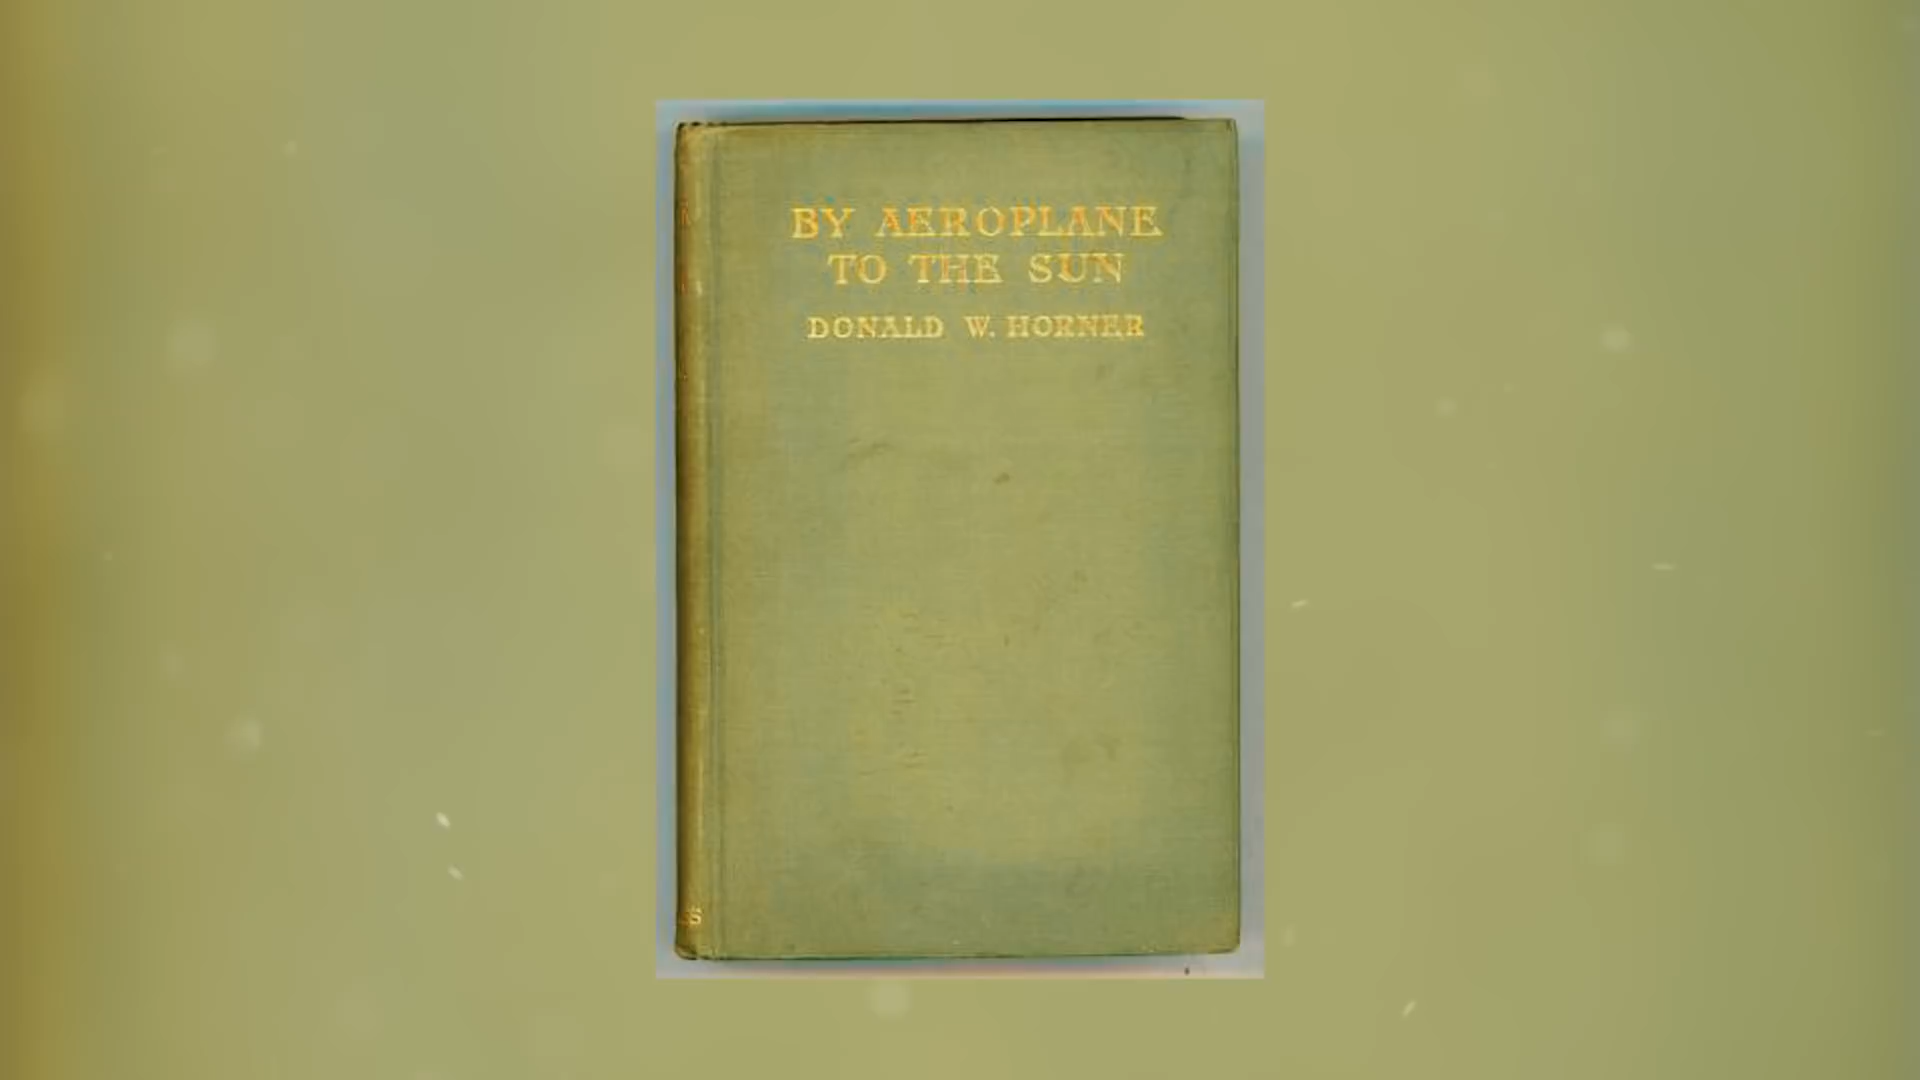 BY AEROPLANE
TO THE SUN
DONALD W. HORNER